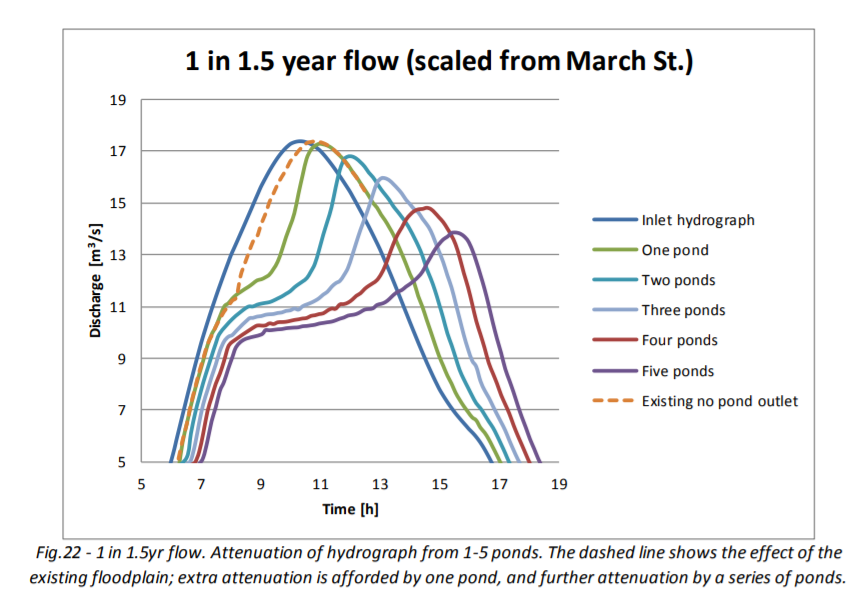 1 in 1.5 year flow (scaled from March St.)
19
17
15
13
11
9
7
5
Discharge [m³/s]
5 7 9 11 13 15 17 19
Time [h]
Inlet hydrograph
One pond
Two ponds
Three ponds
Four ponds
Five ponds
Existing no pond outlet
Fig.22 - 1 in 1.5yr flow. Attenuation of hydrograph from 1-5 ponds. The dashed line shows the effect of the
existing floodplain; extra attenuation is afforded by one pond, and further attenuation by a series of ponds.